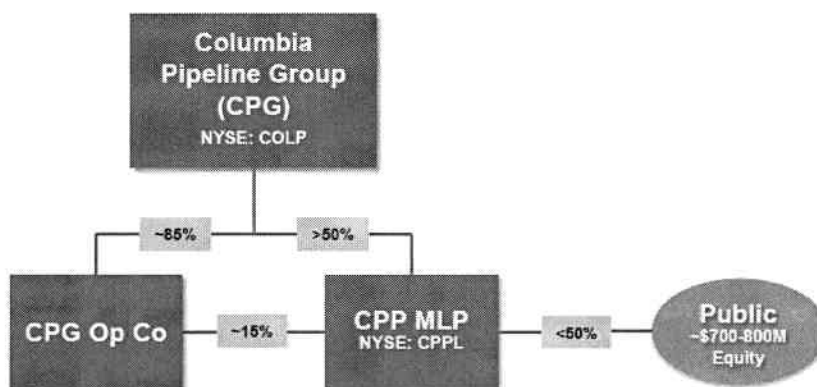 Columbia
Pipeline Group
(CPG)
NYSE: COLP
~85%
>50%
CPG Op Co
~15%
CPP MLP
NYSE: CPPL
<50%
Public
~$700-800M
Equity